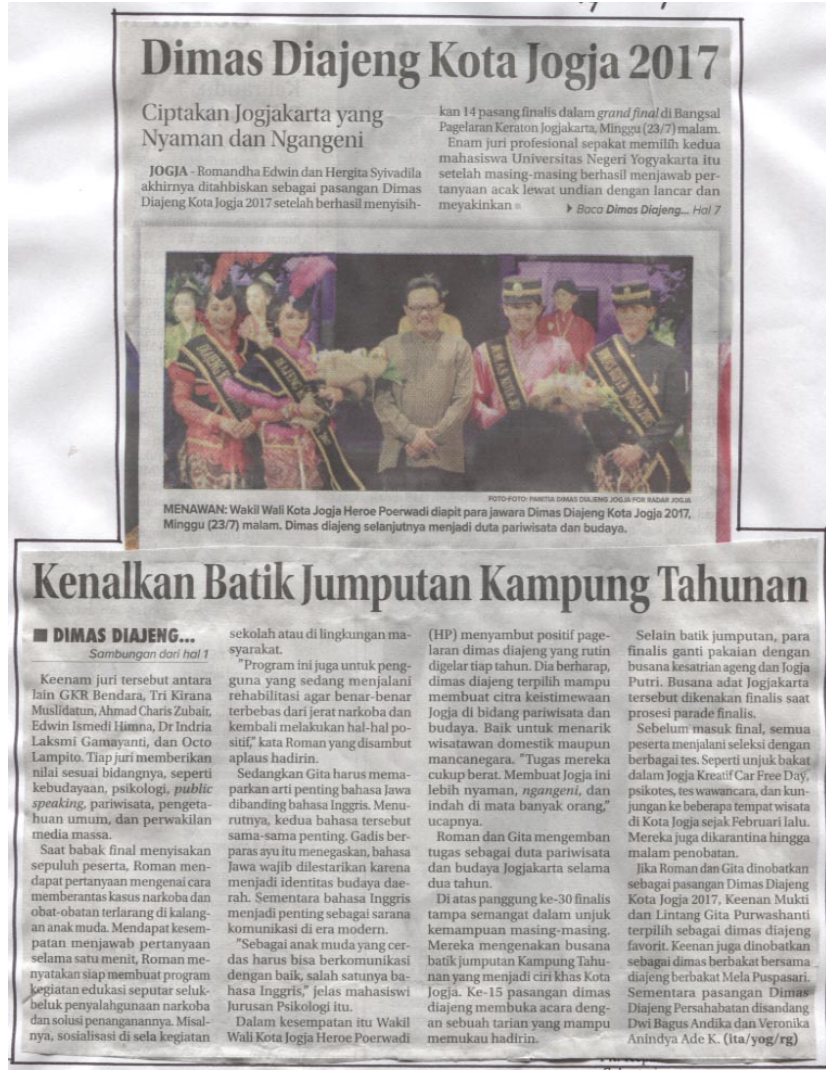 Dimas Diajeng Kota Jogja 2017
Ciptakan Jogjakarta yang
Nyaman dan Ngangeni
JOGJA - Romandha Edwin dan Hergita Syivadila
akhirnya ditahbiskan sebagai pasangan Dimas
Diajeng Kota Jogja 2017 setelah berhasil menyisih-
kan 14 pasang finalis dalam grand final di Bangsal
Pagelaran Keraton Jogjakarta, Minggu (23/7) malam.
Enam juri profesional sepakat memilih kedua
mahasiswa Universitas Negeri Yogyakarta itu
setelah masing-masing berhasil menjawab per-
tanyaan acak lewat undian dengan lancar dan
meyakinkan
Baca Dimas Diajeng... Hal 7
DIMAS KOTA JOGJA 2017
FOTO-FOTO: PANITIA DIMAS DIAJENG JOGJA FOR RADAR JOGJA
MENAWAN: Wakil Wali Kota Jogja Heroe Poerwadi diapit para jawara Dimas Diajeng Kota Jogja 2017,
Minggu (23/7) malam. Dimas diajeng selanjutnya menjadi duta pariwisata dan budaya.
Kenalkan Batik Jumputan Kampung Tahunan
DIMAS DIAJENG...
Sambungan dari hal 1
Keenam juri tersebut antara
lain GKR Bendara, Tri Kirana
Muslidatun, Ahmad Charis Zubair,
Edwin Ismedi Himna, Dr Indria
Laksmi Gamayanti, dan Octo
Lampito. Tiap juri memberikan
nilai sesuai bidangnya, seperti
kebudayaan, psikologi, public
speaking, pariwisata, pengeta-
huan umum, dan perwakilan
media massa.
Saat babak final menyisakan
sepuluh peserta, Roman men-
dapat pertanyaan mengenai cara
memberantas kasus narkoba dan
obat-obatan terlarang di kalang-
an anak muda. Mendapat kesem-
patan menjawab pertanyaan
selama satu menit, Roman me-
nyatakan siap membuat program
kegiatan edukasi seputar seluk-
beluk penyalahgunaan narkoba
dan solusi penanganannya. Misal-
nya, sosialisasi di sela kegiatan
sekolah atau di lingkungan ma-
syarakat.
"Program ini juga untuk peng-
guna yang sedang menjalani
rehabilitasi agar benar-benar
terbebas dari jerat narkoba dan
kembali melakukan hal-hal po-
sitif," kata Roman yang disambut
aplaus hadirin.
Sedangkan Gita harus mema-
parkan arti penting bahasa Jawa
dibanding bahasa Inggris. Menu-
rutnya, kedua bahasa tersebut
sama-sama penting. Gadis ber-
paras ayu itu menegaskan, bahasa
Jawa wajib dilestarikan karena
menjadi identitas budaya dae-
rah. Sementara bahasa Inggris
menjadi penting sebagai sarana
komunikasi di era modern.
"Sebagai anak muda yang cer-
das harus bisa berkomunikasi
dengan baik, salah satunya ba-
hasa Inggris," jelas mahasiswi
Jurusan Psikologi itu.
Dalam kesempatan itu Wakil
Wali Kota Jogja Heroe Poerwadi
(HP) menyambut positif page-
laran dimas diajeng yang rutin
digelar tiap tahun. Dia berharap,
dimas diajeng terpilih mampu
membuat citra keistimewaan
Jogja di bidang pariwisata dan
budaya. Baik untuk menarik
wisatawan domestik maupun
mancanegara. "Tugas mereka
cukup berat. Membuat Jogja ini
lebih nyaman, ngangeni, dan
indah di mata banyak orang,"
ucapnya.
Roman dan Gita mengemban
tugas sebagai duta pariwisata
dan budaya Jogjakarta selama
dua tahun.
Di atas panggung ke-30 finalis
tampa semangat dalam unjuk
kemampuan masing-masing.
Mereka mengenakan busana
batik jumputan Kampung Tahu-
nan yang menjadi ciri khas Kota
Jogja. Ke-15 pasangan dimas
diajeng membuka acara deng-
an sebuah tarian yang mampu
memukau hadirin.
Selain batik jumputan, para
finalis ganti pakaian dengan
busana kesatrian ageng dan Jogja
Putri. Busana adat Jogjakarta
tersebut dikenakan finalis saat
prosesi parade finalis.
Sebelum masuk final, semua
peserta menjalani seleksi dengan
berbagai tes. Seperti unjuk bakat
dalam Jogja Kreatif Car Free Day,
psikotes, tes wawancara, dan kun-
jungan ke beberapa tempat wisata
di Kota Jogja sejak Februari lalu.
Mereka juga dikarantina hingga
malam penobatan.
Jika Roman dan Gita dinobatkan
sebagai pasangan Dimas Diajeng
Kota Jogja 2017, Keenan Mukti
dan Lintang Gita Purwashanti
terpilih sebagai dimas diajeng
favorit. Keenan juga dinobatkan
sebagai dimas berbakat bersama
diajeng berbakat Mela Puspasari.
Sementara pasangan Dimas
Diajeng Persahabatan disandang
Dwi Bagus Andika dan Veronika
Anindya Ade K. (ita/yog/rg)